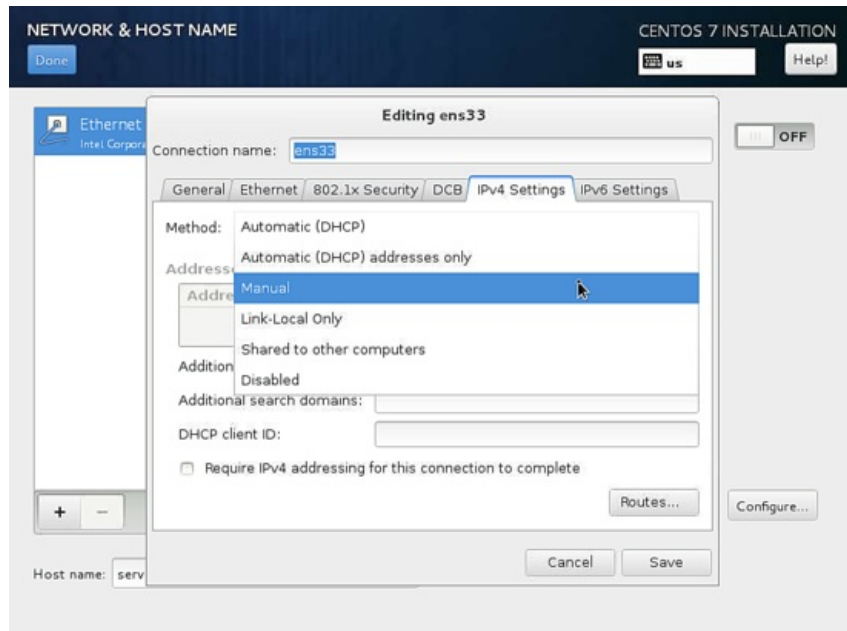 NETWORK & HOST NAME
CENTOS 7 INSTALLATION
Done
us
Help!
Ethernet
Intel Corpora
OFF
Editing ens33
Connection name: ens33
General Ethernet 802.1x Security DCB IPv4 Settings IPv6 Settings
Method: Automatic (DHCP)
Automatic (DHCP) addresses only
Addresse
Manual
Addre
Link-Local Only
Shared to other computers
Addition
Disabled
Additional search domains:
DHCP client ID:
Require IPv4 addressing for this connection to complete
Routes...
+ −
Configure...
Cancel Save
Host name: serv